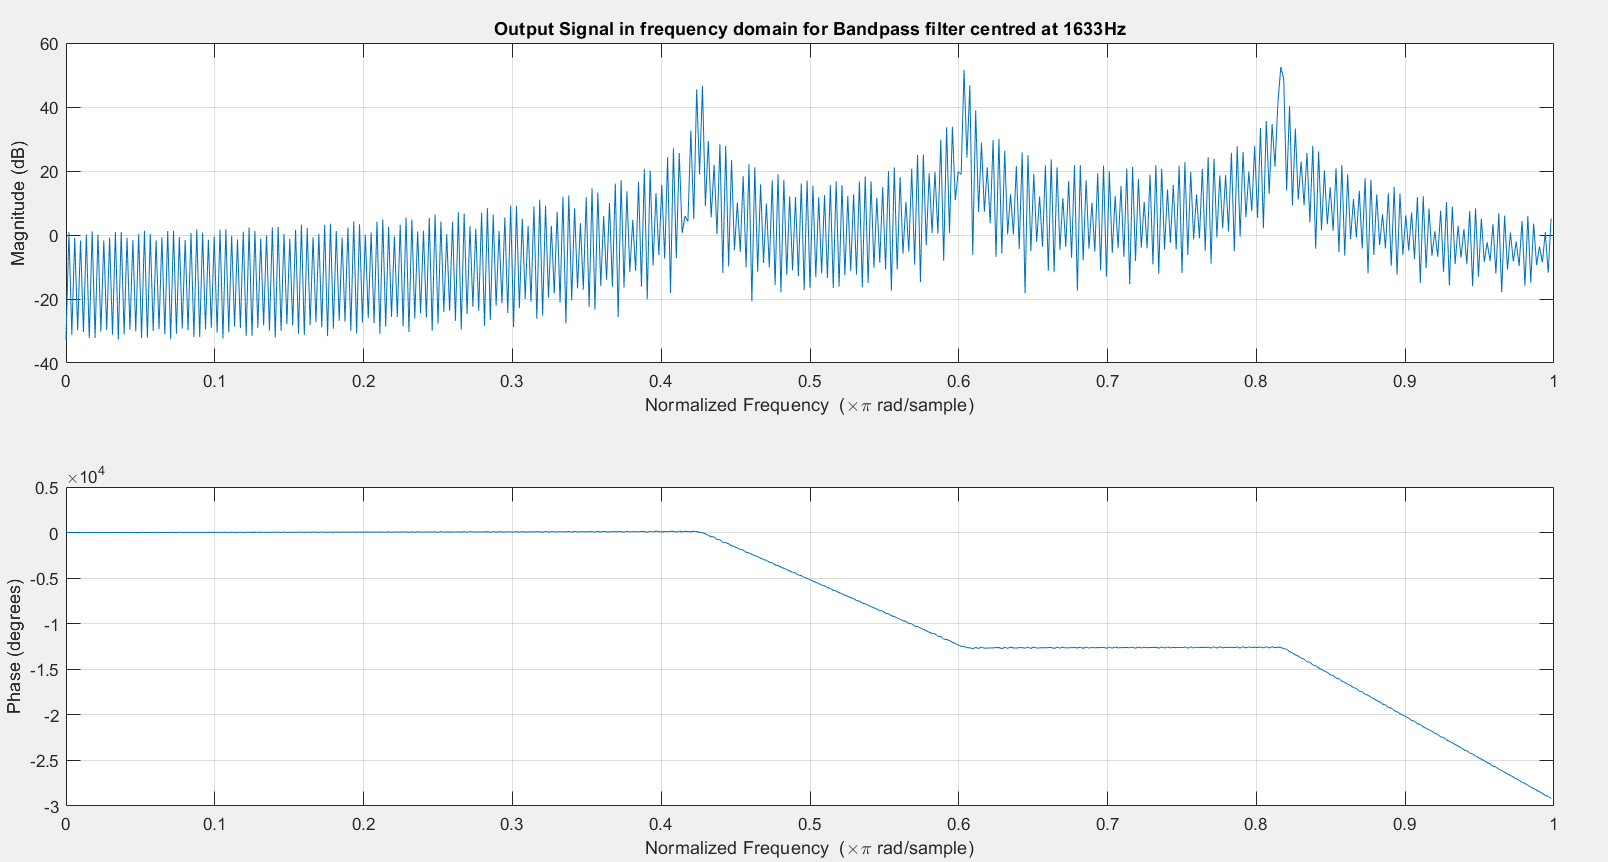 Output Signal in frequency domain for Bandpass filter centred at 1633Hz
60
40
20
0
-20
-40
Magnitude (dB)
0 0.1 0.2 0.3 0.4 0.5 0.6 0.7 0.8 0.9 1
Normalized Frequency (×π rad/sample)
×10⁴
0.5
0
-0.5
-1
-1.5
-2
-2.5
-3
Phase (degrees)
0 0.1 0.2 0.3 0.4 0.5 0.6 0.7 0.8 0.9 1
Normalized Frequency (×π rad/sample)